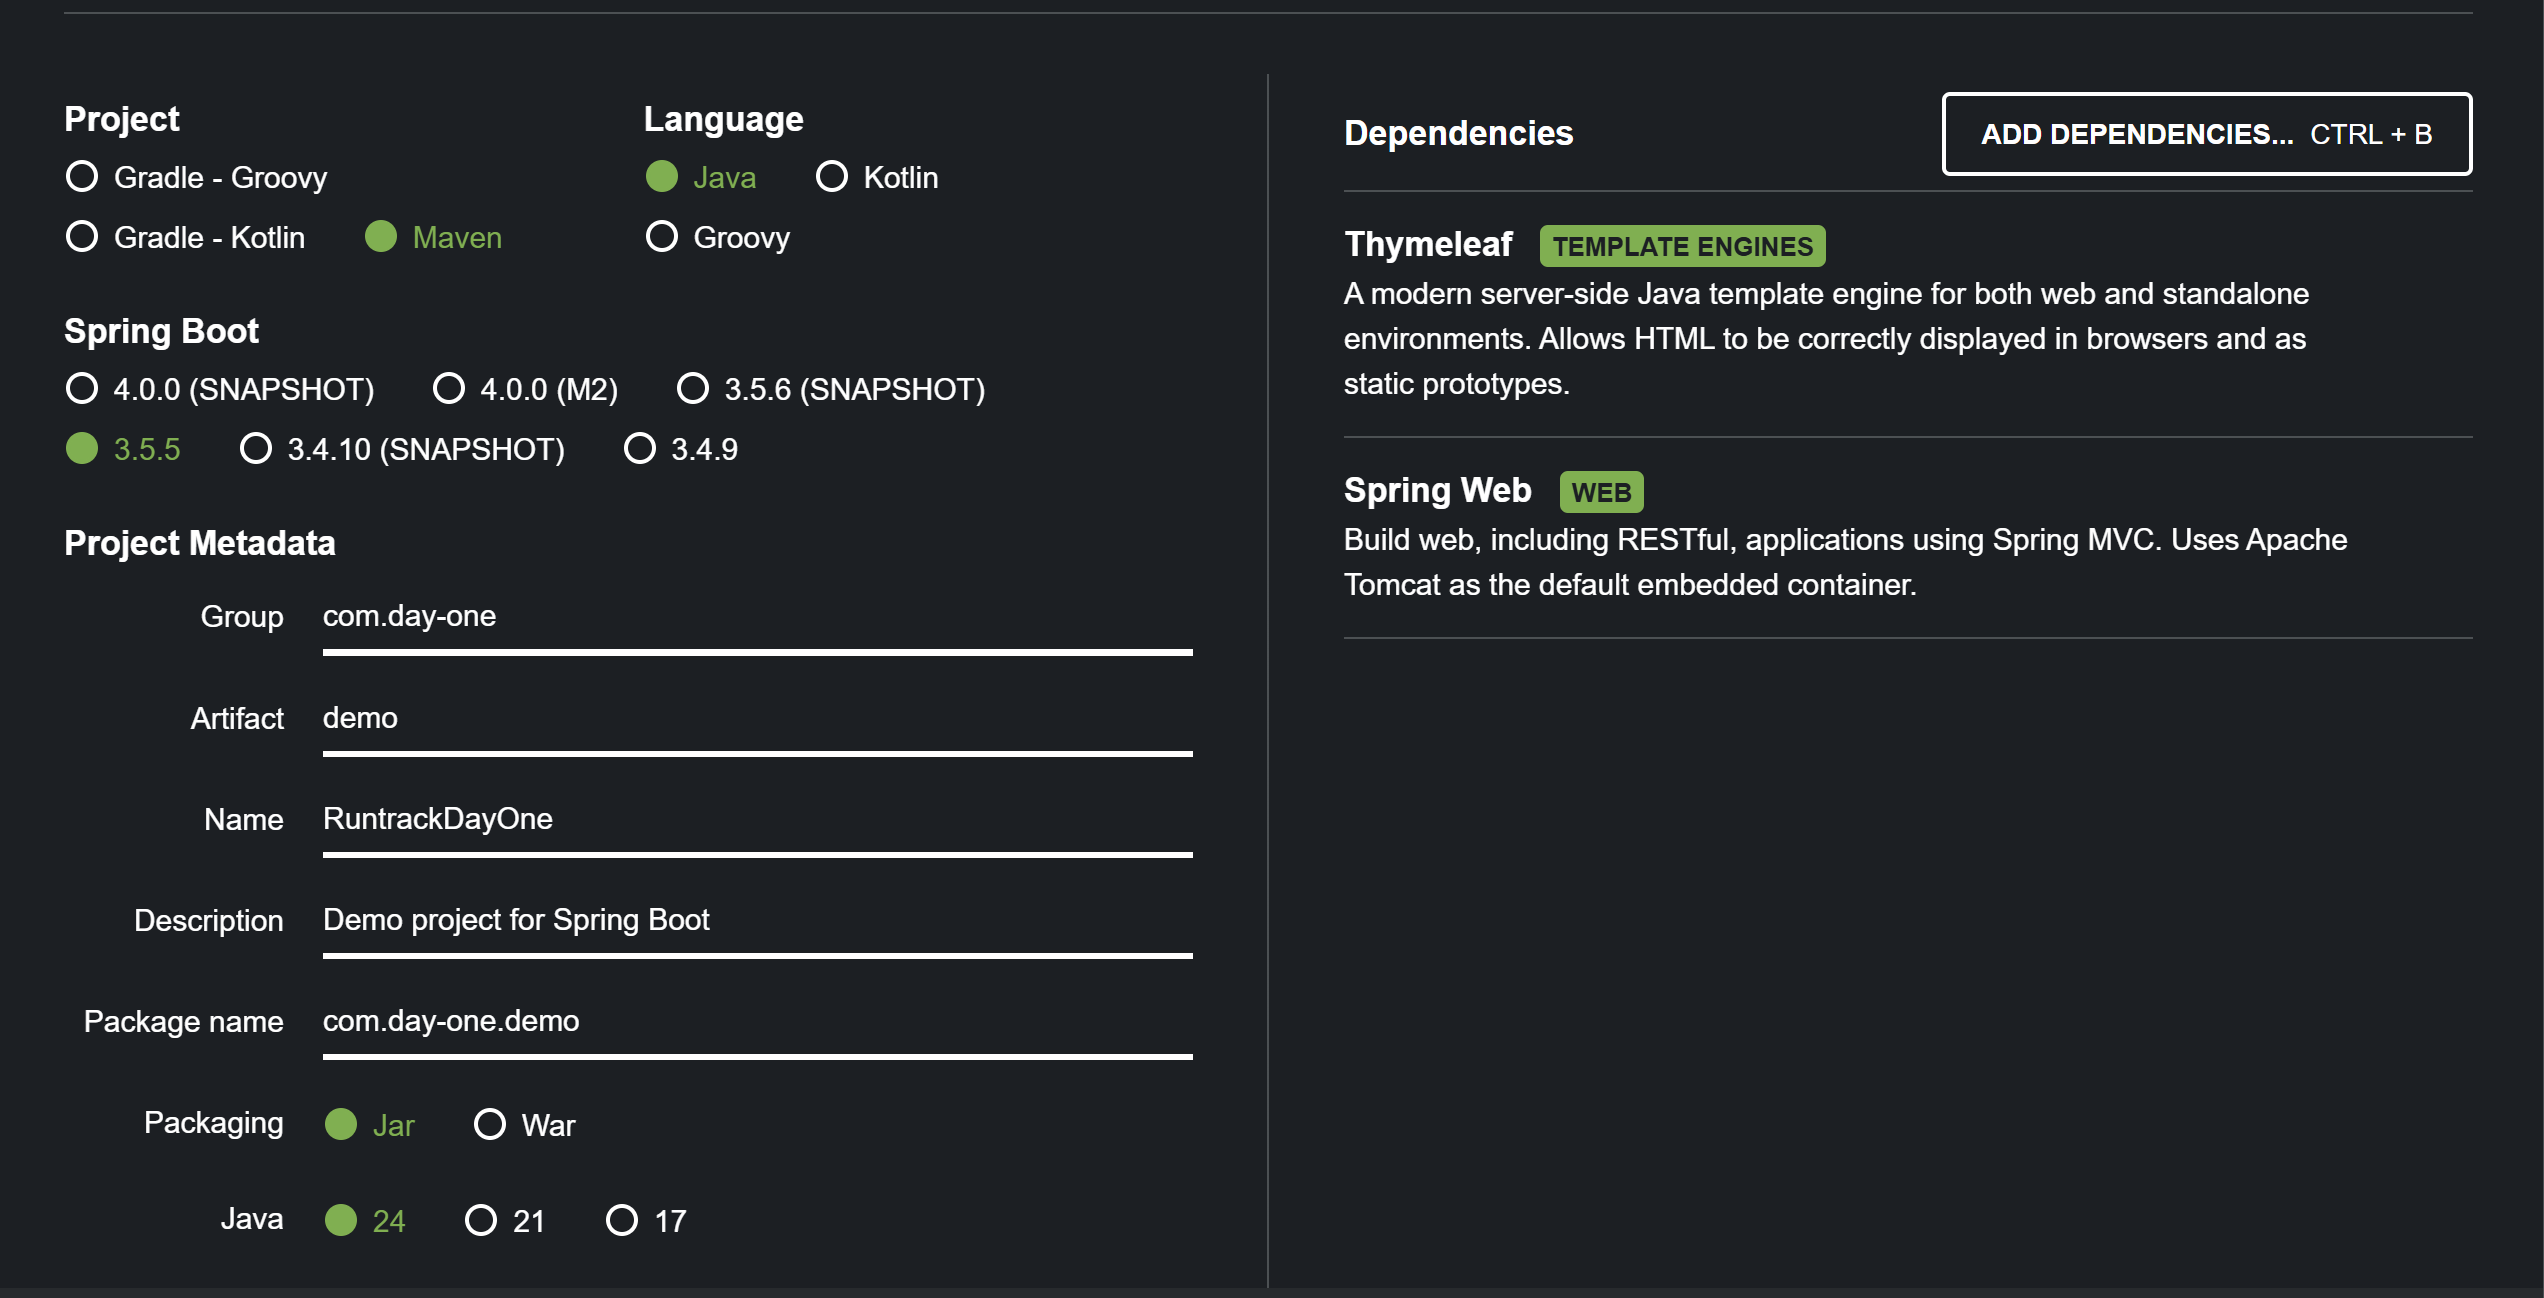 Project
Gradle - Groovy
Gradle - Kotlin Maven
Language
Java Kotlin
Groovy
Spring Boot
4.0.0 (SNAPSHOT) 4.0.0 (M2) 3.5.6 (SNAPSHOT)
3.5.5 3.4.10 (SNAPSHOT) 3.4.9
Project Metadata
Group com.day-one
Artifact demo
Name RuntrackDayOne
Description Demo project for Spring Boot
Package name com.day-one.demo
Packaging Jar War
Java 24 21 17
Dependencies ADD DEPENDENCIES... CTRL + B
Thymeleaf TEMPLATE ENGINES
A modern server-side Java template engine for both web and standalone
environments. Allows HTML to be correctly displayed in browsers and as
static prototypes.
Spring Web WEB
Build web, including RESTful, applications using Spring MVC. Uses Apache
Tomcat as the default embedded container.